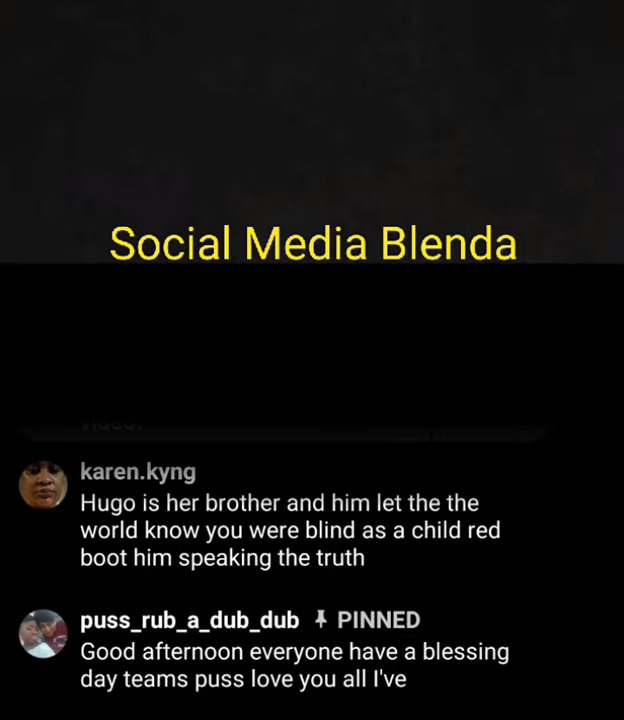 Social Media Blenda
video.
karen.kyng
Hugo is her brother and him let the the
world know you were blind as a child red
boot him speaking the truth
puss_rub_a_dub_dub PINNED
Good afternoon everyone have a blessing
day teams puss love you all I've